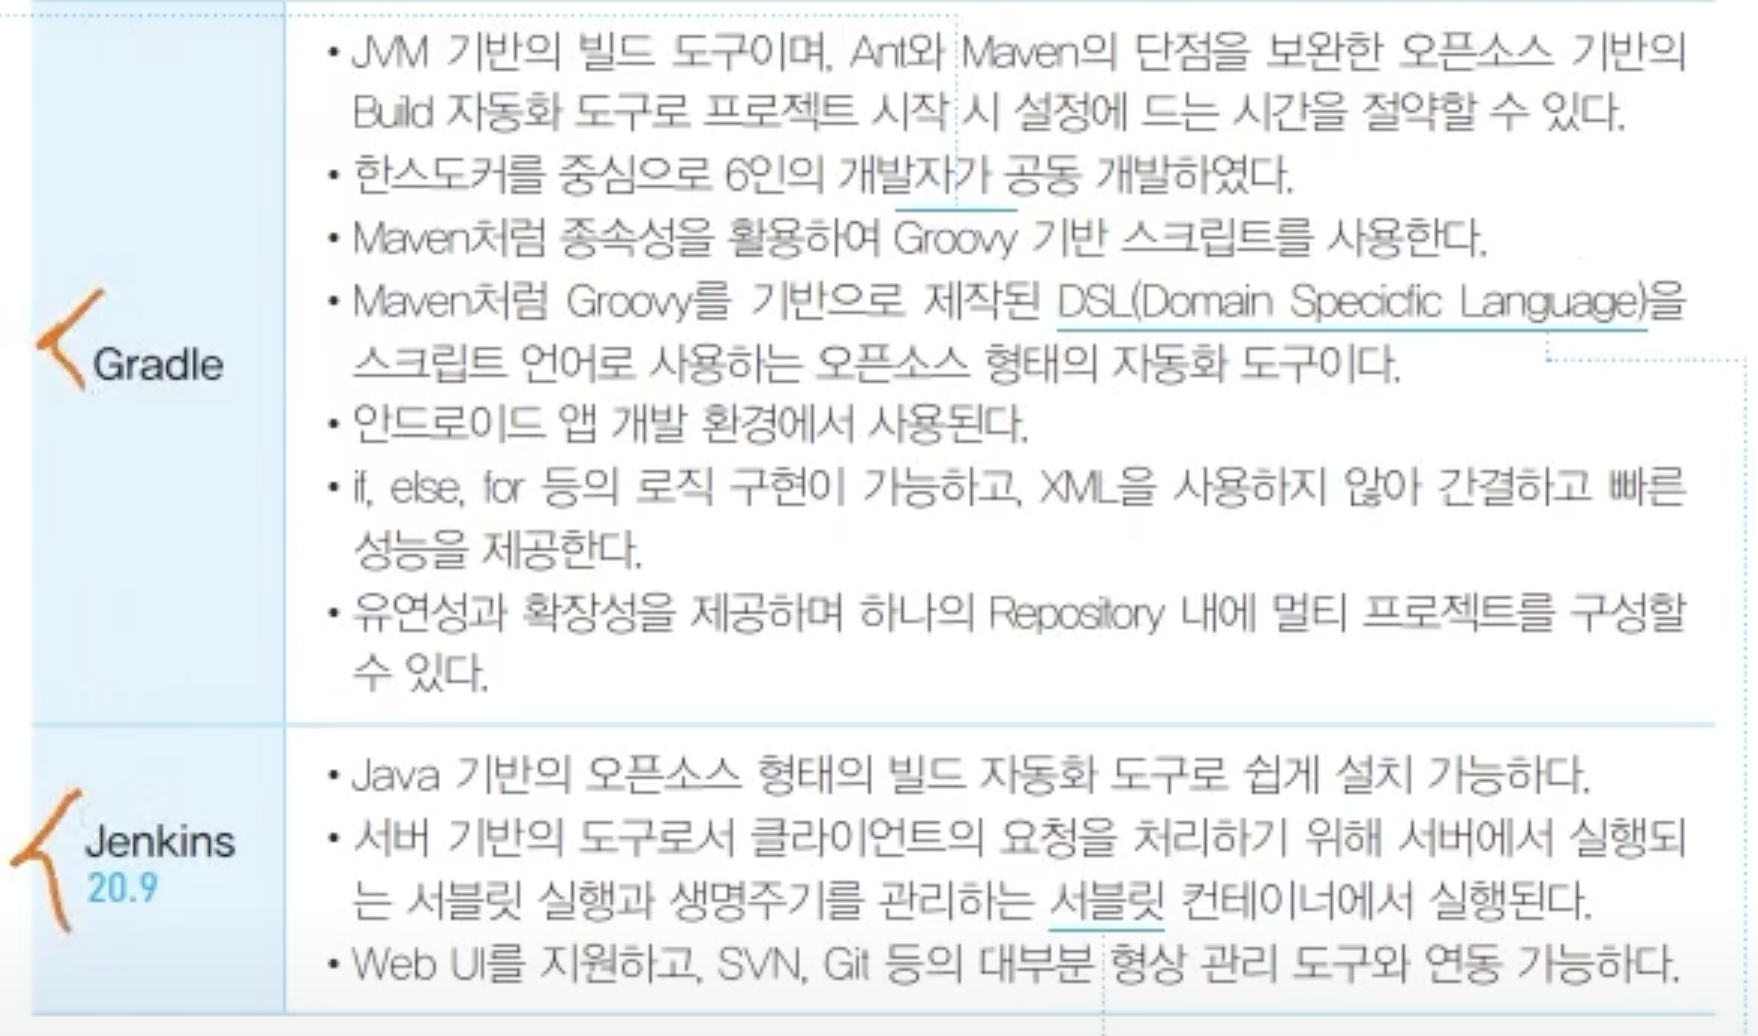 Gradle
• JVM 기반의 빌드 도구이며, Ant와 Maven의 단점을 보완한 오픈소스 기반의
Build 자동화 도구로 프로젝트 시작 시 설정에 드는 시간을 절약할 수 있다.
• 한스도커를 중심으로 6인의 개발자가 공동 개발하였다.
• Maven처럼 종속성을 활용하여 Groovy 기반 스크립트를 사용한다.
• Maven처럼 Groovy를 기반으로 제작된 DSL(Domain Specicfic Language)을
스크립트 언어로 사용하는 오픈소스 형태의 자동화 도구이다.
• 안드로이드 앱 개발 환경에서 사용된다.
• if, else, for 등의 로직 구현이 가능하고, XML을 사용하지 않아 간결하고 빠른
성능을 제공한다.
• 유연성과 확장성을 제공하며 하나의 Repository 내에 멀티 프로젝트를 구성할
수 있다.
Jenkins
20.9
• Java 기반의 오픈소스 형태의 빌드 자동화 도구로 쉽게 설치 가능하다.
• 서버 기반의 도구로서 클라이언트의 요청을 처리하기 위해 서버에서 실행되
는 서블릿 실행과 생명주기를 관리하는 서블릿 컨테이너에서 실행된다.
• Web UI를 지원하고, SVN, Git 등의 대부분 형상 관리 도구와 연동 가능하다.